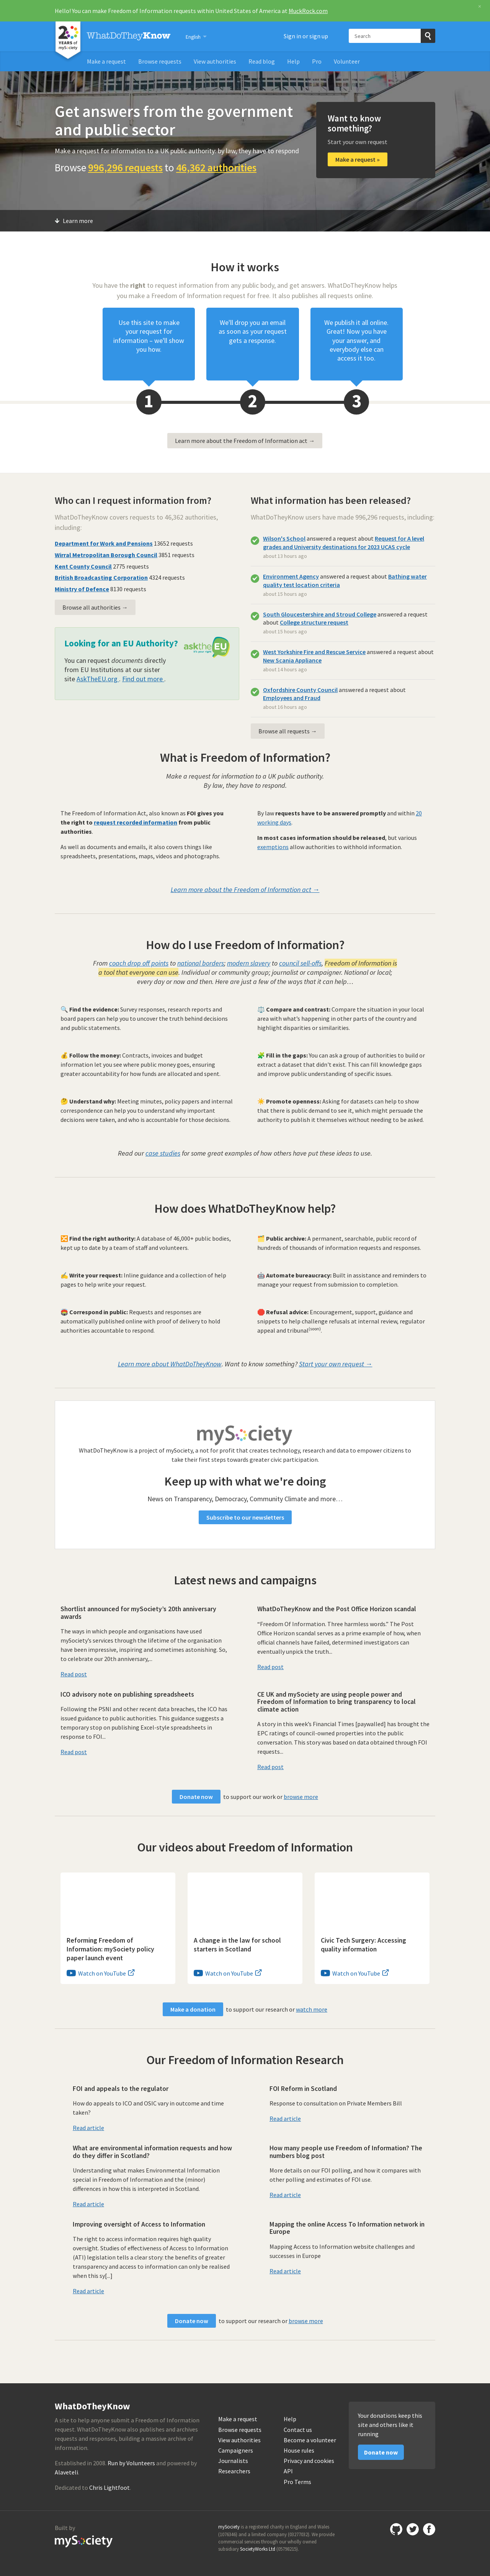 Hello! You can make Freedom of Information requests within United States of America at MuckRock.com
×
20 YEARS of mySociety
WhatDoTheyKnow
English
Sign in or sign up
Search
Make a request
Browse requests
View authorities
Read blog
Help
Pro
Volunteer
Get answers from the government
and public sector
Make a request for information to a UK public authority: by law, they have to respond
Browse 996,296 requests to 46,362 authorities
Want to know
something?
Start your own request
Make a request »
Learn more
How it works
You have the right to request information from any public body, and get answers. WhatDoTheyKnow helps
you make a Freedom of Information request for free. It also publishes all requests online.
Use this site to make
your request for
information – we'll show
you how.
We'll drop you an email
as soon as your request
gets a response.
We publish it all online.
Great! Now you have
your answer, and
everybody else can
access it too.
1
2
3
Learn more about the Freedom of Information act →
Who can I request information from?
WhatDoTheyKnow covers requests to 46,362 authorities,
including:
Department for Work and Pensions 13652 requests
Wirral Metropolitan Borough Council 3851 requests
Kent County Council 2775 requests
British Broadcasting Corporation 4324 requests
Ministry of Defence 8130 requests
Browse all authorities →
Looking for an EU Authority?
asktheEU
You can request documents directly
from EU Institutions at our sister
site AskTheEU.org. Find out more.
What information has been released?
WhatDoTheyKnow users have made 996,296 requests, including:
Wilson's School answered a request about Request for A level
grades and University destinations for 2023 UCAS cycle
about 13 hours ago
Environment Agency answered a request about Bathing water
quality test location criteria
about 15 hours ago
South Gloucestershire and Stroud College answered a request
about College structure request
about 15 hours ago
West Yorkshire Fire and Rescue Service answered a request about
New Scania Appliance
about 14 hours ago
Oxfordshire County Council answered a request about
Employees and Fraud
about 16 hours ago
Browse all requests →
What is Freedom of Information?
Make a request for information to a UK public authority.
By law, they have to respond.
The Freedom of Information Act, also known as FOI gives you
the right to request recorded information from public
authorities.
As well as documents and emails, it also covers things like
spreadsheets, presentations, maps, videos and photographs.
By law requests have to be answered promptly and within 20
working days.
In most cases information should be released, but various
exemptions allow authorities to withhold information.
Learn more about the Freedom of Information act →
How do I use Freedom of Information?
From coach drop off points to national borders; modern slavery to council sell-offs, Freedom of Information is
a tool that everyone can use. Individual or community group; journalist or campaigner. National or local;
every day or now and then. Here are just a few of the ways that it can help…
🔍 Find the evidence: Survey responses, research reports and
board papers can help you to uncover the truth behind decisions
and public statements.
⚖️ Compare and contrast: Compare the situation in your local
area with what's happening in other parts of the country and
highlight disparities or similarities.
💰 Follow the money: Contracts, invoices and budget
information let you see where public money goes, ensuring
greater accountability for how funds are allocated and spent.
🧩 Fill in the gaps: You can ask a group of authorities to build or
extract a dataset that didn't exist. This can fill knowledge gaps
and improve public understanding of specific issues.
🤔 Understand why: Meeting minutes, policy papers and internal
correspondence can help you to understand why important
decisions were taken, and who is accountable for those decisions.
☀️ Promote openness: Asking for datasets can help to show
that there is public demand to see it, which might persuade the
authority to publish it themselves without needing to be asked.
Read our case studies for some great examples of how others have put these ideas to use.
How does WhatDoTheyKnow help?
🔀 Find the right authority: A database of 46,000+ public bodies,
kept up to date by a team of staff and volunteers.
🗂️ Public archive: A permanent, searchable, public record of
hundreds of thousands of information requests and responses.
✍️ Write your request: Inline guidance and a collection of help
pages to help write your request.
🤖 Automate bureaucracy: Built in assistance and reminders to
manage your request from submission to completion.
📮 Correspond in public: Requests and responses are
automatically published online with proof of delivery to hold
authorities accountable to respond.
🛑 Refusal advice: Encouragement, support, guidance and
snippets to help challenge refusals at internal review, regulator
appeal and tribunal(soon).
Learn more about WhatDoTheyKnow. Want to know something? Start your own request →
mySociety
WhatDoTheyKnow is a project of mySociety, a not for profit that creates technology, research and data to empower citizens to
take their first steps towards greater civic participation.
Keep up with what we're doing
News on Transparency, Democracy, Community Climate and more…
Subscribe to our newsletters
Latest news and campaigns
Shortlist announced for mySociety's 20th anniversary
awards
The ways in which people and organisations have used
mySociety's services through the lifetime of the organisation
have been impressive, inspiring and sometimes astonishing. So,
to celebrate our 20th anniversary,...
Read post
WhatDoTheyKnow and the Post Office Horizon scandal
"Freedom Of Information. Three harmless words." The Post
Office Horizon scandal serves as a prime example of how, when
official channels have failed, determined investigators can
eventually unpick the truth...
Read post
ICO advisory note on publishing spreadsheets
Following the PSNI and other recent data breaches, the ICO has
issued guidance to public authorities. This guidance suggests a
temporary stop on publishing Excel-style spreadsheets in
response to FOI...
Read post
CE UK and mySociety are using people power and
Freedom of Information to bring transparency to local
climate action
A story in this week's Financial Times [paywalled] has brought the
EPC ratings of council-owned properties into the public
conversation. This story was based on data obtained through FOI
requests...
Read post
Donate now to support our work or browse more
Our videos about Freedom of Information
Reforming Freedom of
Information: mySociety policy
paper launch event
Watch on YouTube
A change in the law for school
starters in Scotland
Watch on YouTube
Civic Tech Surgery: Accessing
quality information
Watch on YouTube
Make a donation to support our research or watch more
Our Freedom of Information Research
FOI and appeals to the regulator
How do appeals to ICO and OSIC vary in outcome and time
taken?
Read article
FOI Reform in Scotland
Response to consultation on Private Members Bill
Read article
What are environmental information requests and how
do they differ in Scotland?
Understanding what makes Environmental Information
special in Freedom of Information and the (minor)
differences in how this is interpreted in Scotland.
Read article
How many people use Freedom of Information? The
numbers blog post
More details on our FOI polling, and how it compares with
other polling and estimates of FOI use.
Read article
Improving oversight of Access to Information
The right to access information requires high quality
oversight. Studies of effectiveness of Access to Information
(ATI) legislation tells a clear story: the benefits of greater
transparency and access to information can only be realised
when this sy[...]
Read article
Mapping the online Access To Information network in
Europe
Mapping Access to Information website challenges and
successes in Europe
Read article
Donate now to support our research or browse more
WhatDoTheyKnow
A site to help anyone submit a Freedom of Information
request. WhatDoTheyKnow also publishes and archives
requests and responses, building a massive archive of
information.
Established in 2008. Run by Volunteers and powered by
Alaveteli.
Dedicated to Chris Lightfoot.
Make a request
Browse requests
View authorities
Campaigners
Journalists
Researchers
Help
Contact us
Become a volunteer
House rules
Privacy and cookies
API
Pro Terms
Your donations keep this
site and others like it
running
Donate now
Built by
mySociety
mySociety is a registered charity in England and Wales
(1076346) and a limited company (03277032). We provide
commercial services through our wholly owned
subsidiary SocietyWorks Ltd (05798215).